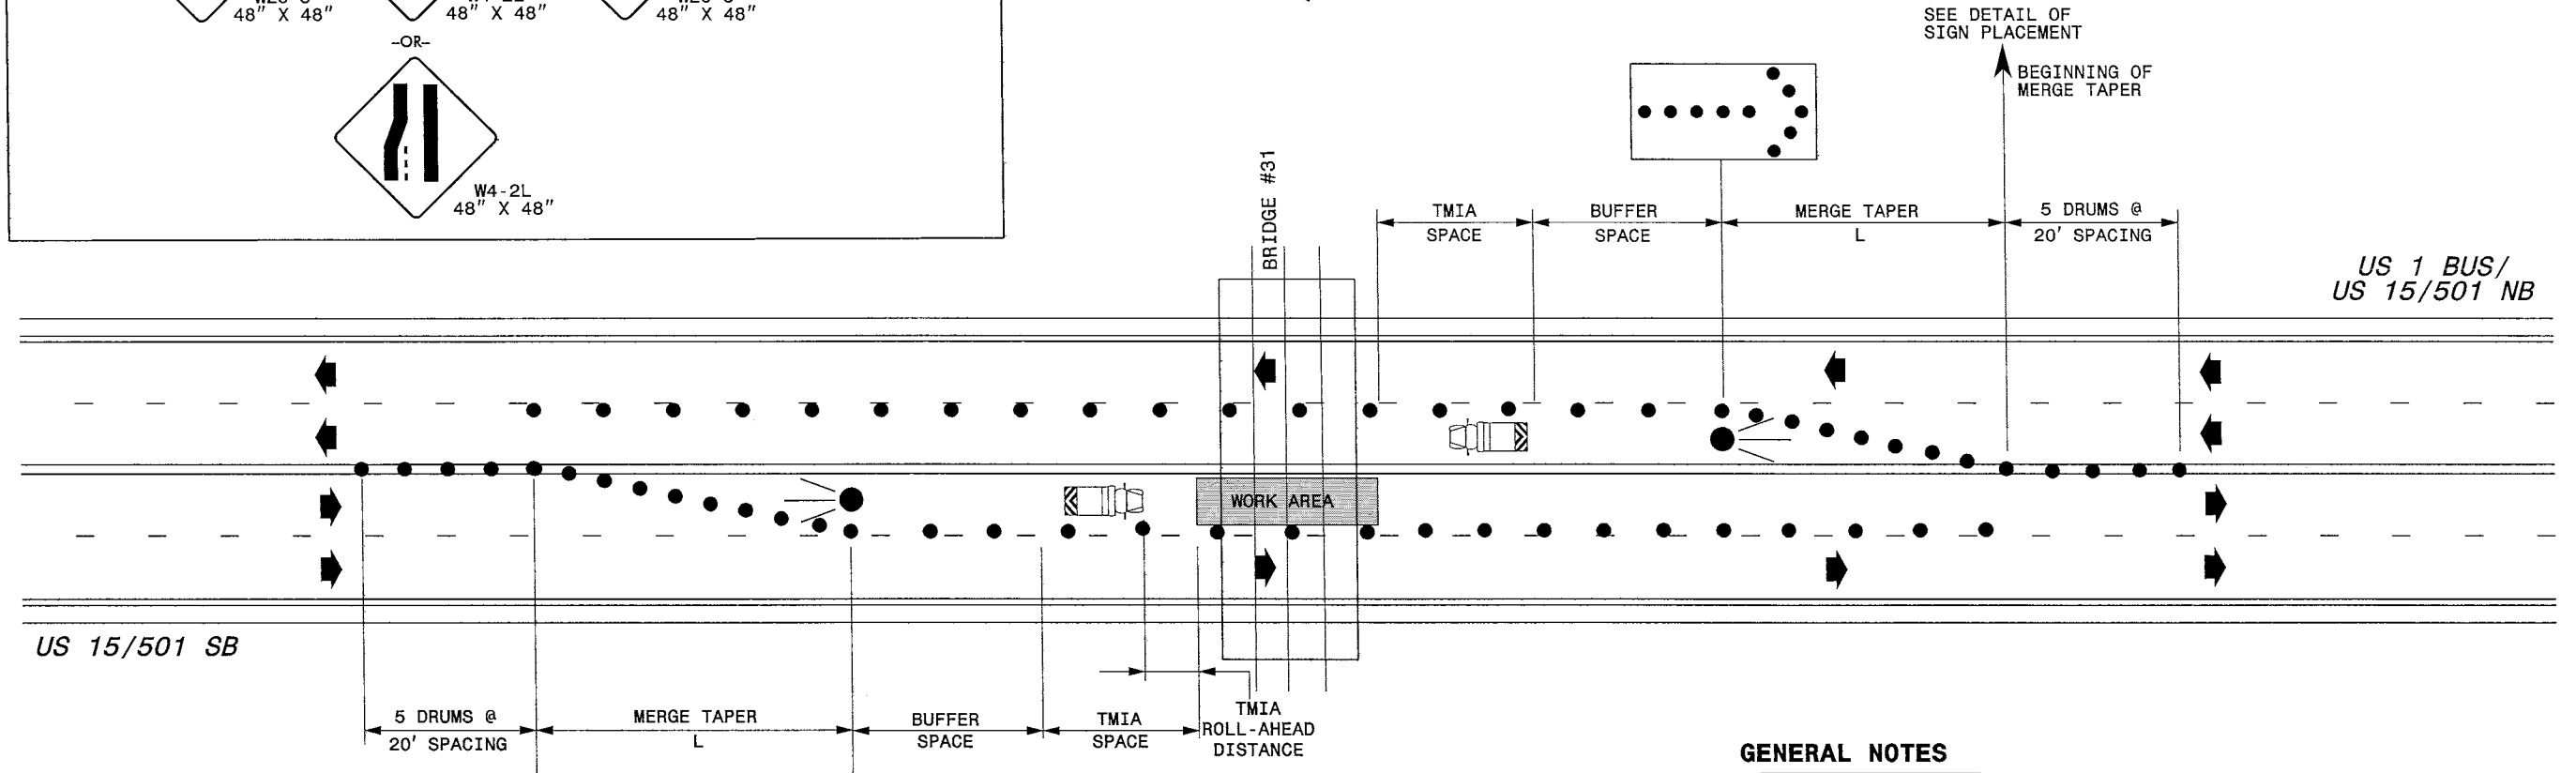 48" X 48"
48" X 48"
48" X 48"
-OR-
W4-2L
48" X 48"
SEE DETAIL OF
SIGN PLACEMENT
BEGINNING OF
MERGE TAPER
BRIDGE #31
TMIA
SPACE
BUFFER
SPACE
MERGE TAPER
L
5 DRUMS @
20' SPACING
US 1 BUS/
US 15/501 NB
WORK AREA
US 15/501 SB
5 DRUMS @
20' SPACING
MERGE TAPER
L
BUFFER
SPACE
TMIA
SPACE
TMIA
ROLL-AHEAD
DISTANCE
GENERAL NOTES